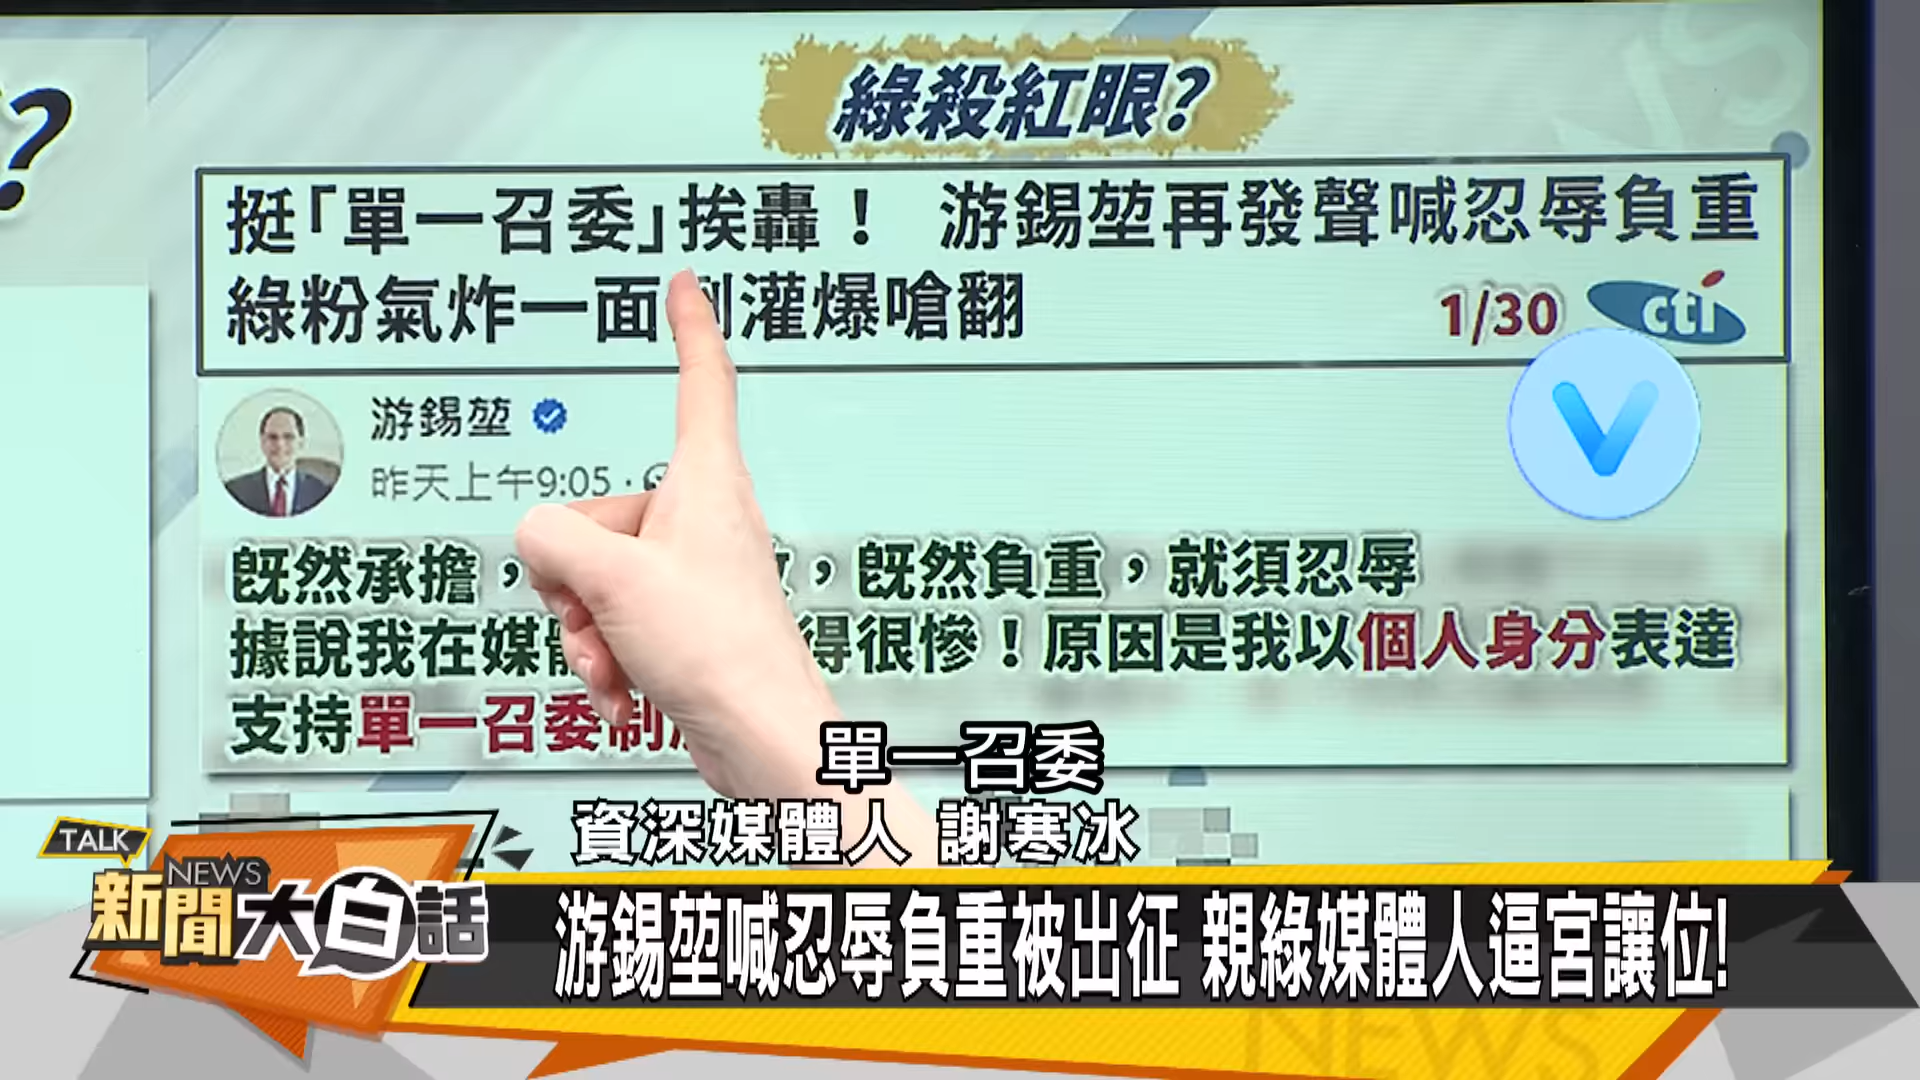 ?
綠殺紅眼?
挺「單一召委」挨轟! 游錫堃再發聲喊忍辱負重
綠粉氣炸一面倒灌爆嗆翻
1/30 cti
游錫堃
昨天上午9:05
既然承擔，，既然負重，就須忍辱
據說我在媒體得很慘！原因是我以個人身分表達
支持單一召委制
單一召委
資深媒體人 謝寒冰
TALK
NEWS
新聞大白話
游錫堃喊忍辱負重被出征 親綠媒體人逼宮讓位!
NEWS